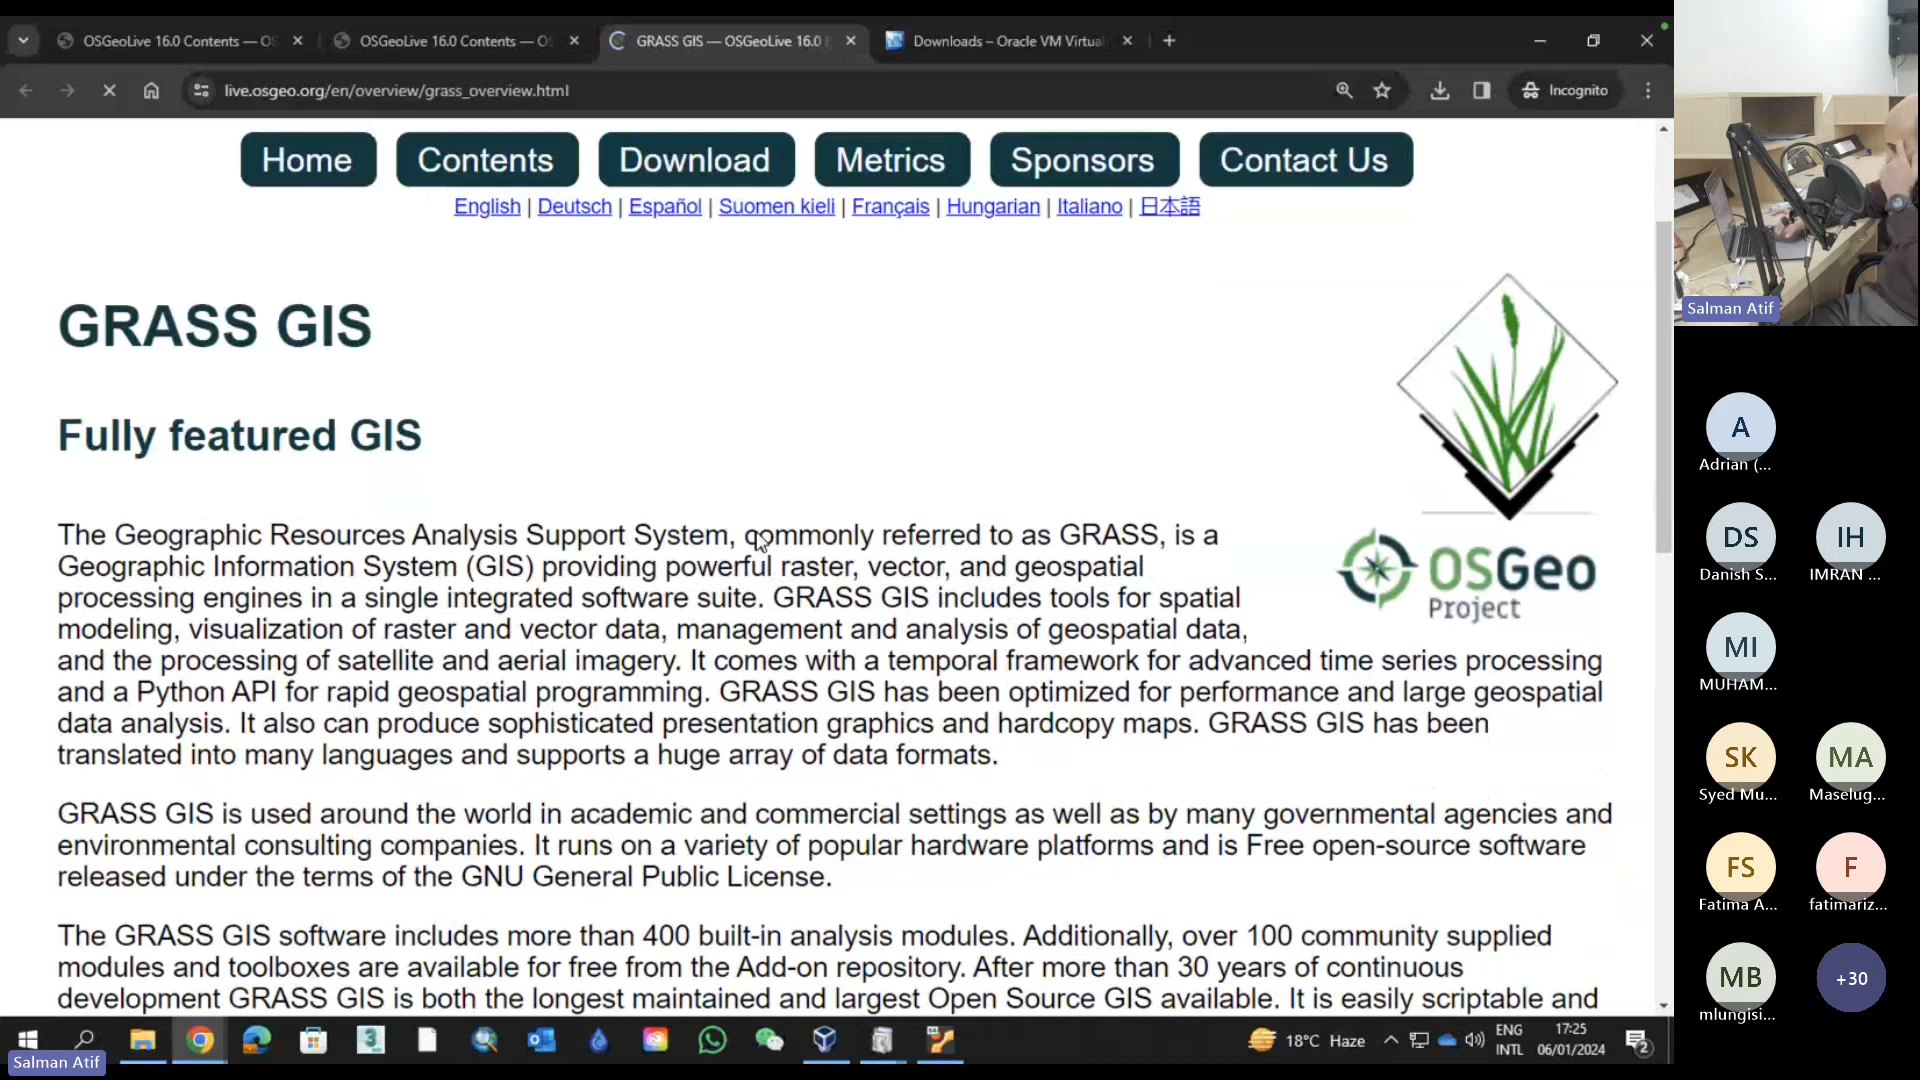 OSGeoLive 16.0 Contents — OS
OSGeoLive 16.0 Contents — OS
GRASS GIS — OSGeoLive 16.0
Downloads – Oracle VM Virtua
live.osgeo.org/en/overview/grass_overview.html
Incognito
Home
Contents
Download
Metrics
Sponsors
Contact Us
English | Deutsch | Español | Suomen kieli | Français | Hungarian | Italiano | 日本語
GRASS GIS
Fully featured GIS
The Geographic Resources Analysis Support System, commonly referred to as GRASS, is a
Geographic Information System (GIS) providing powerful raster, vector, and geospatial
processing engines in a single integrated software suite. GRASS GIS includes tools for spatial
modeling, visualization of raster and vector data, management and analysis of geospatial data,
and the processing of satellite and aerial imagery. It comes with a temporal framework for advanced time series processing
and a Python API for rapid geospatial programming. GRASS GIS has been optimized for performance and large geospatial
data analysis. It also can produce sophisticated presentation graphics and hardcopy maps. GRASS GIS has been
translated into many languages and supports a huge array of data formats.
OSGeo
Project
GRASS GIS is used around the world in academic and commercial settings as well as by many governmental agencies and
environmental consulting companies. It runs on a variety of popular hardware platforms and is Free open-source software
released under the terms of the GNU General Public License.
The GRASS GIS software includes more than 400 built-in analysis modules. Additionally, over 100 community supplied
modules and toolboxes are available for free from the Add-on repository. After more than 30 years of continuous
development GRASS GIS is both the longest maintained and largest Open Source GIS available. It is easily scriptable and
18°C Haze
ENG
INTL
17:25
06/01/2024
2
Salman Atif
Salman Atif
A
Adrian (...
DS
Danish S...
IH
IMRAN ...
MI
MUHAM...
SK
Syed Mu...
MA
Maselug...
FS
Fatima A...
F
fatimariz...
MB
mlungisi...
+30